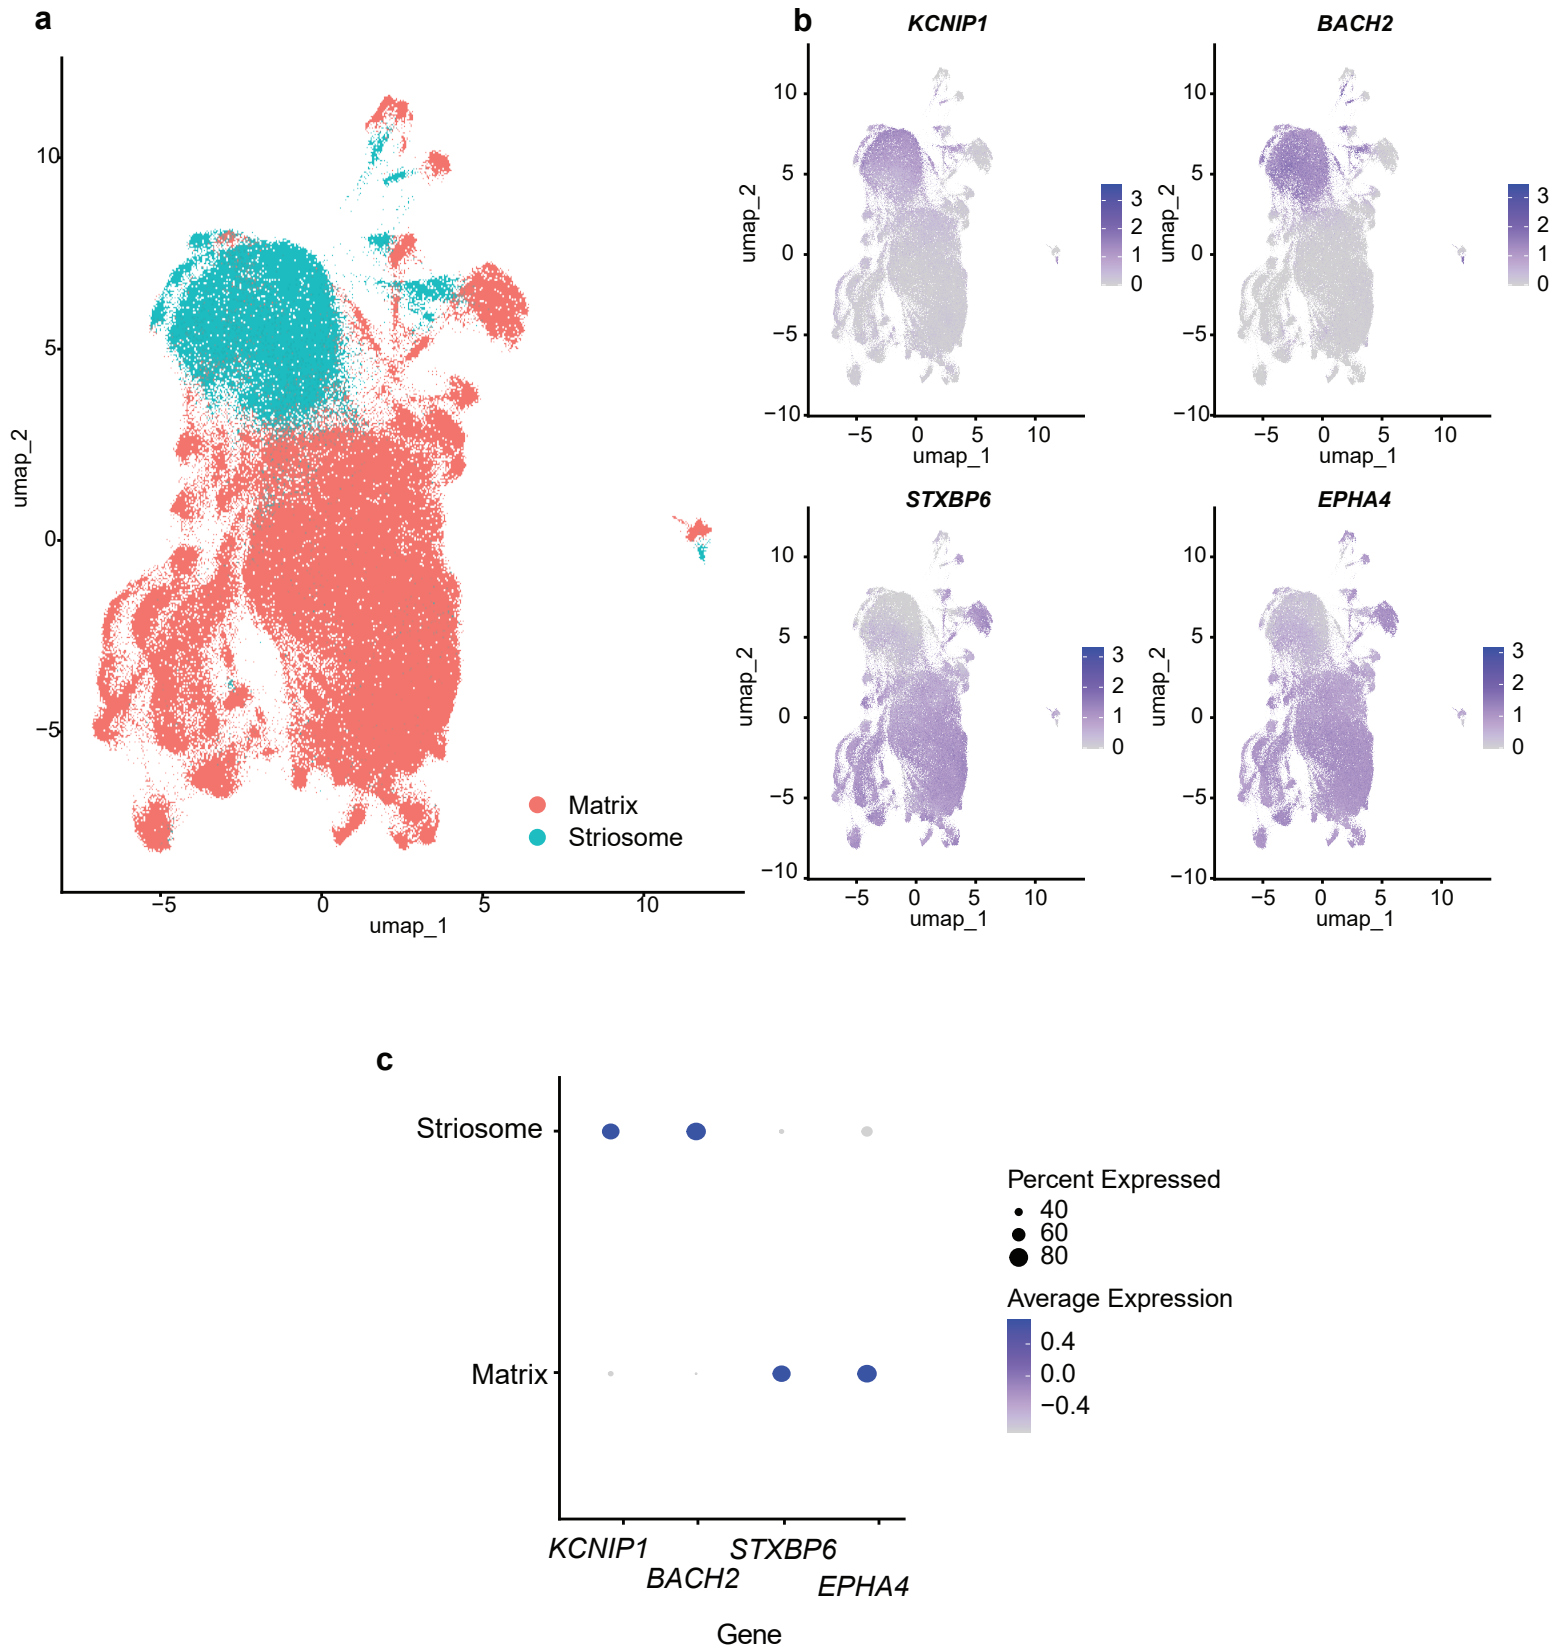 a
10
5
0
−5
umap_2
−5
0
5
10
umap_1
Matrix
Striosome
b
KCNIP1
10
5
0
−5
−10
umap_2
−5
0
5
10
umap_1
3
2
1
0
BACH2
10
5
0
−5
−10
umap_2
−5
0
5
10
umap_1
3
2
1
0
STXBP6
10
5
0
−5
−10
umap_2
−5
0
5
10
umap_1
3
2
1
0
EPHA4
10
5
0
−5
−10
umap_2
−5
0
5
10
umap_1
3
2
1
0
c
Striosome
Matrix
KCNIP1
BACH2
STXBP6
EPHA4
Gene
Percent Expressed
40
60
80
Average Expression
0.4
0.0
−0.4